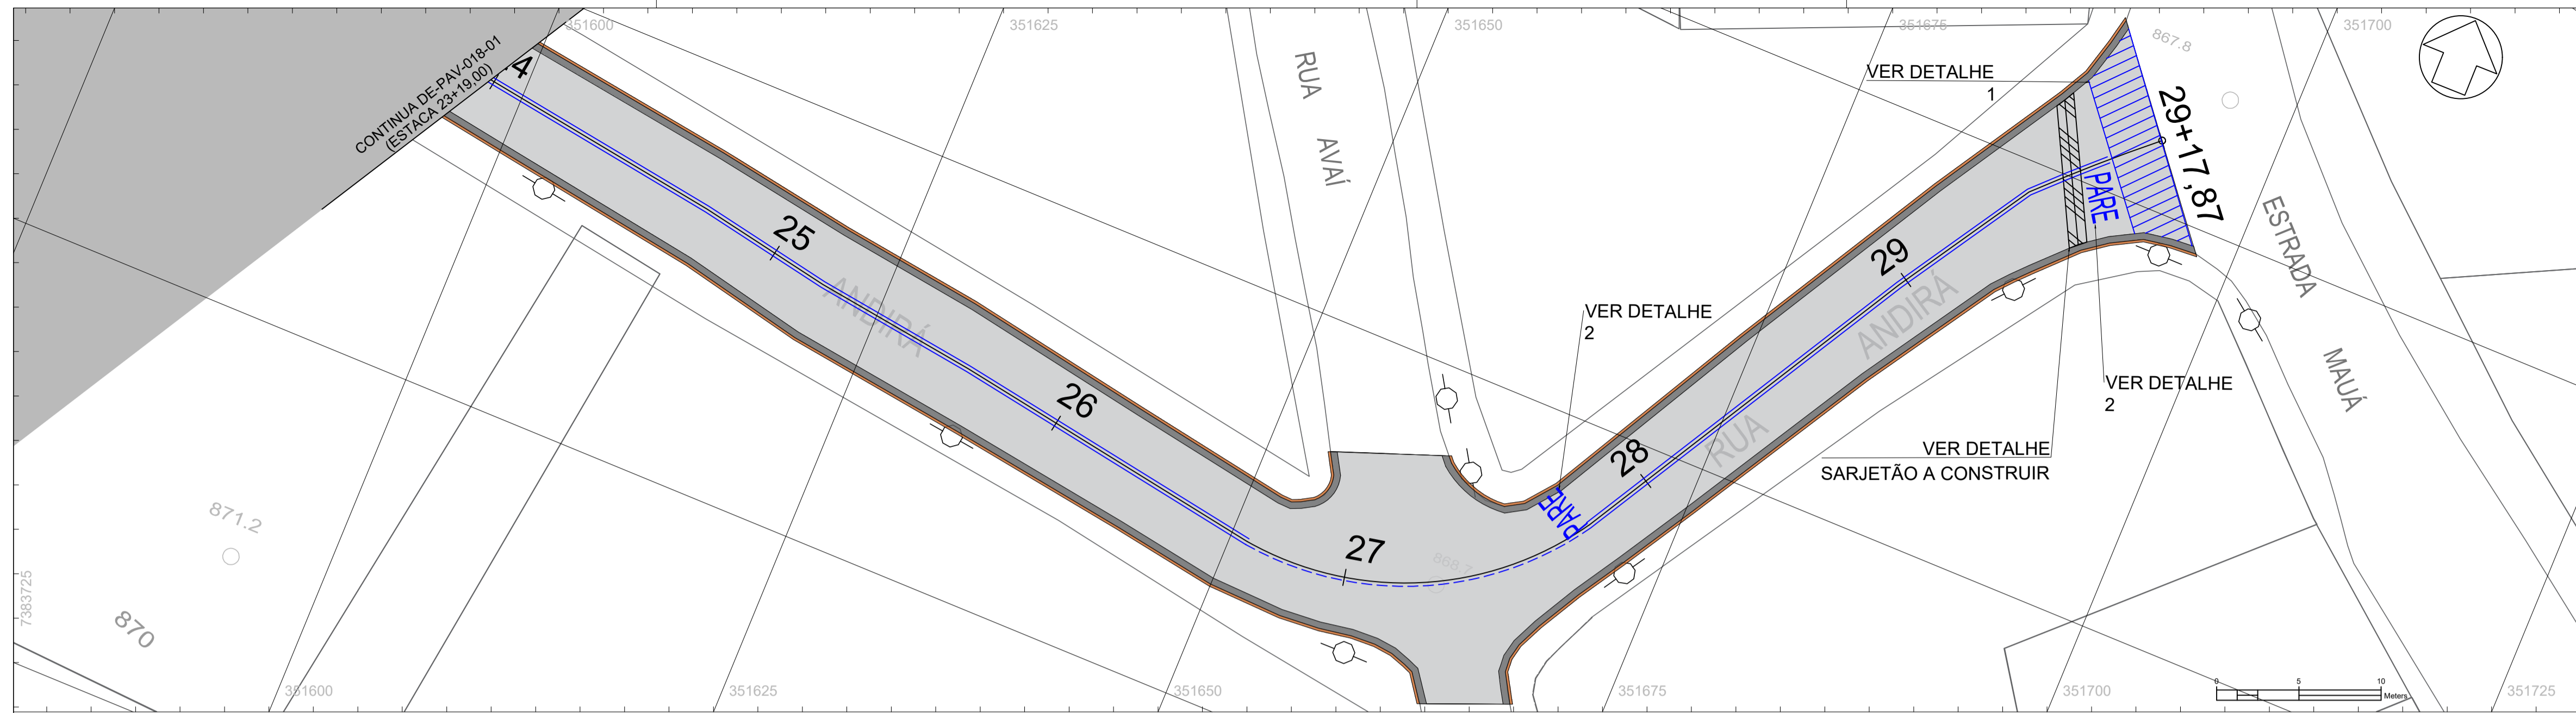 351600
351625
351650
351675
351700
CONTINUA DE-PAV-018-01
(ESTACA 23+19,00)
4
25
ANDIRÁ
26
27
868.7
28
29
RUA
ANDIRÁ
RUA
AVAÍ
VER DETALHE
1
867.8
29+17,87
PARE
ESTRADA
MAUÁ
VER DETALHE
2
PARE
VER DETALHE
2
VER DETALHE
SARJETÃO A CONSTRUIR
871.2
870
7383725
351600
351625
351650
351675
351700
351725
0 5 10
Meters